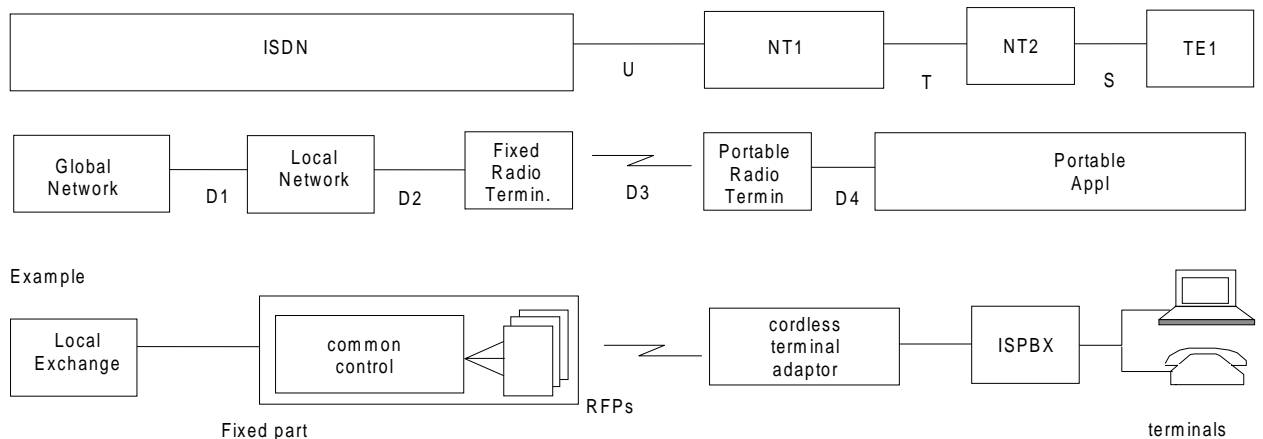 ISDN
NT1
NT2
TE1
U
T
S
Global
Network
Local
Network
Fixed
Radio
Termin.
Portable
Radio
Termin
Portable
Appl
D1
D2
D3
D4
Example
Local
Exchange
common
control
RFPs
cordless
terminal
adaptor
ISPBX
Fixed part
terminals